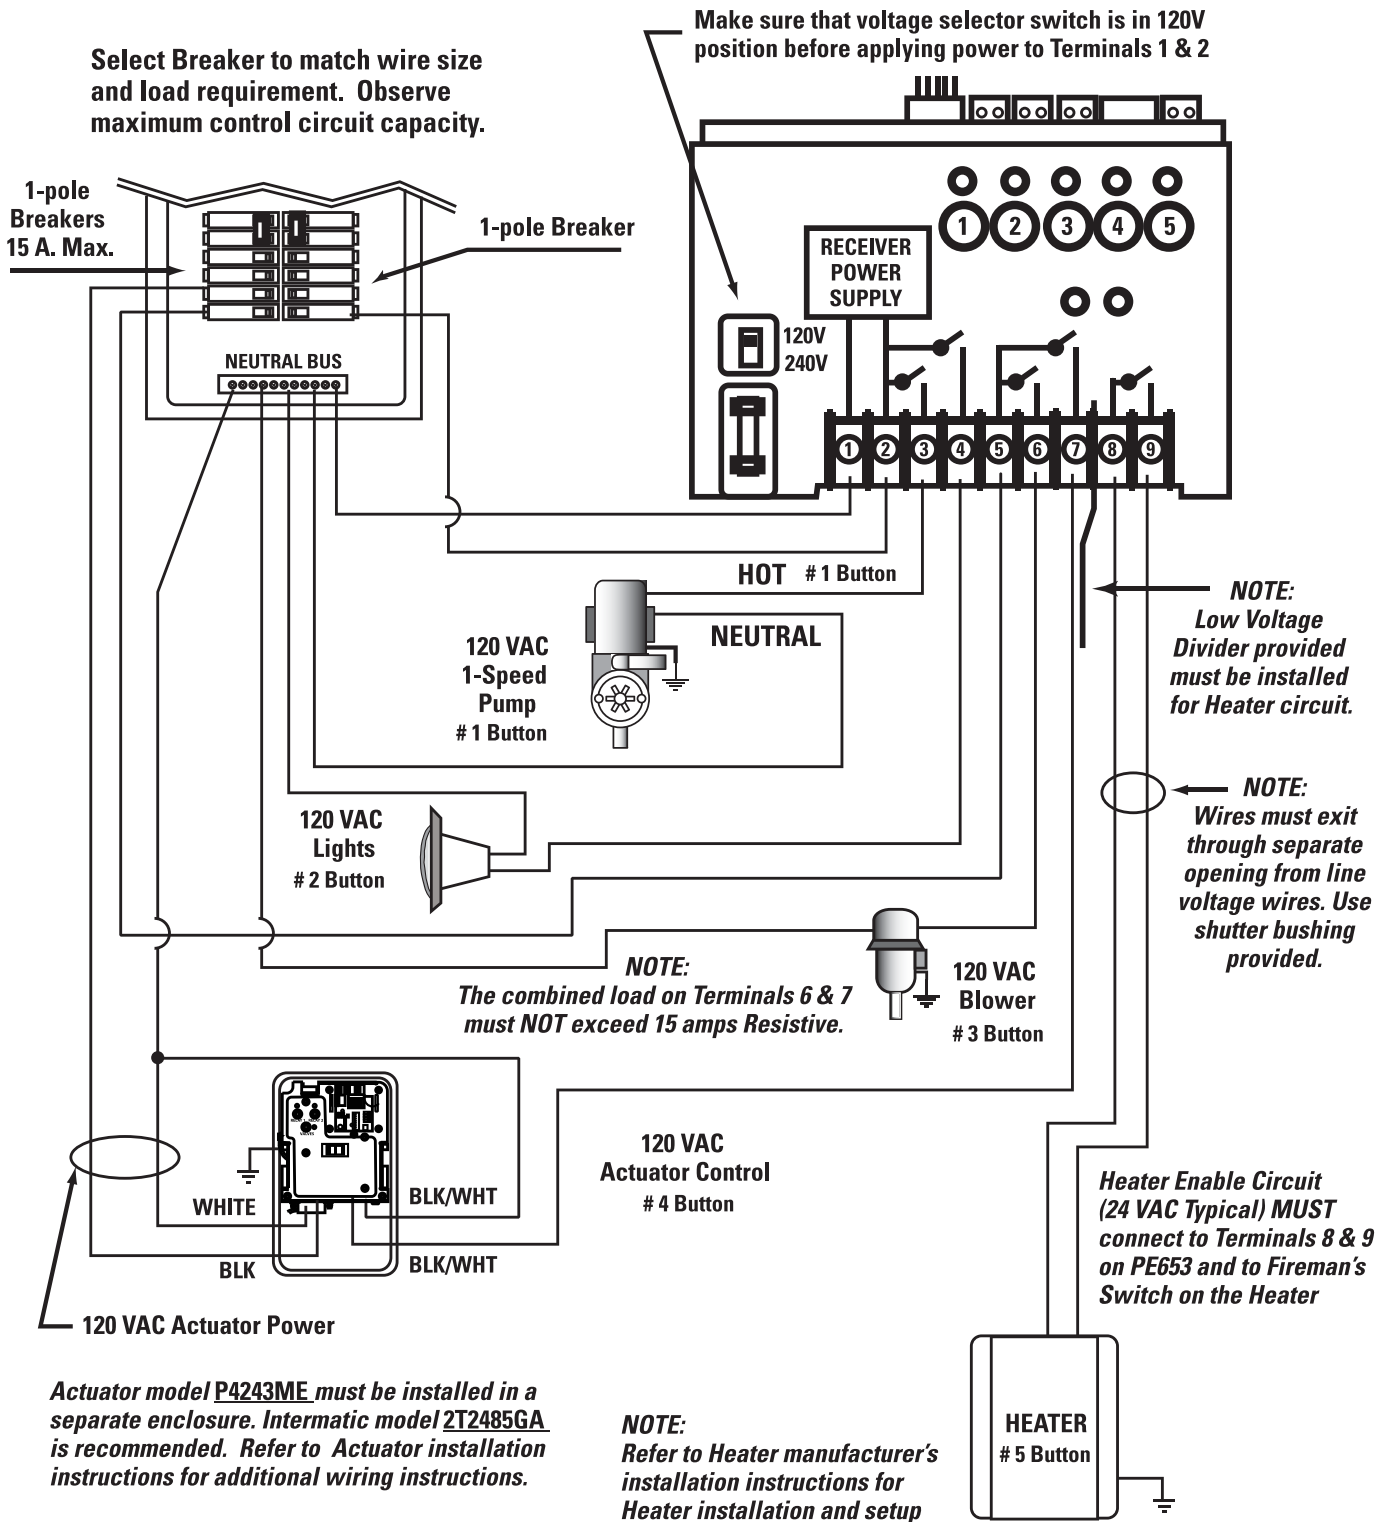 Make sure that voltage selector switch is in 120V
position before applying power to Terminals 1 & 2
Select Breaker to match wire size
and load requirement. Observe
maximum control circuit capacity.
1-pole
Breakers
15 A. Max.
1-pole Breaker
NEUTRAL BUS
1 2 3 4 5
RECEIVER
POWER
SUPPLY
120V
240V
1 2 3 4 5 6 7 8 9
HOT # 1 Button
NEUTRAL
120 VAC
1-Speed
Pump
# 1 Button
NOTE:
Low Voltage
Divider provided
must be installed
for Heater circuit.
NOTE:
Wires must exit
through separate
opening from line
voltage wires. Use
shutter bushing
provided.
120 VAC
Lights
# 2 Button
NOTE:
The combined load on Terminals 6 & 7
must NOT exceed 15 amps Resistive.
120 VAC
Blower
# 3 Button
VALVES
120 VAC
Actuator Control
# 4 Button
WHITE
BLK/WHT
BLK
BLK/WHT
120 VAC Actuator Power
Heater Enable Circuit
(24 VAC Typical) MUST
connect to Terminals 8 & 9
on PE653 and to Fireman's
Switch on the Heater
Actuator model P4243ME must be installed in a
separate enclosure. Intermatic model 2T2485GA
is recommended. Refer to Actuator installation
instructions for additional wiring instructions.
NOTE:
Refer to Heater manufacturer's
installation instructions for
Heater installation and setup
HEATER
# 5 Button